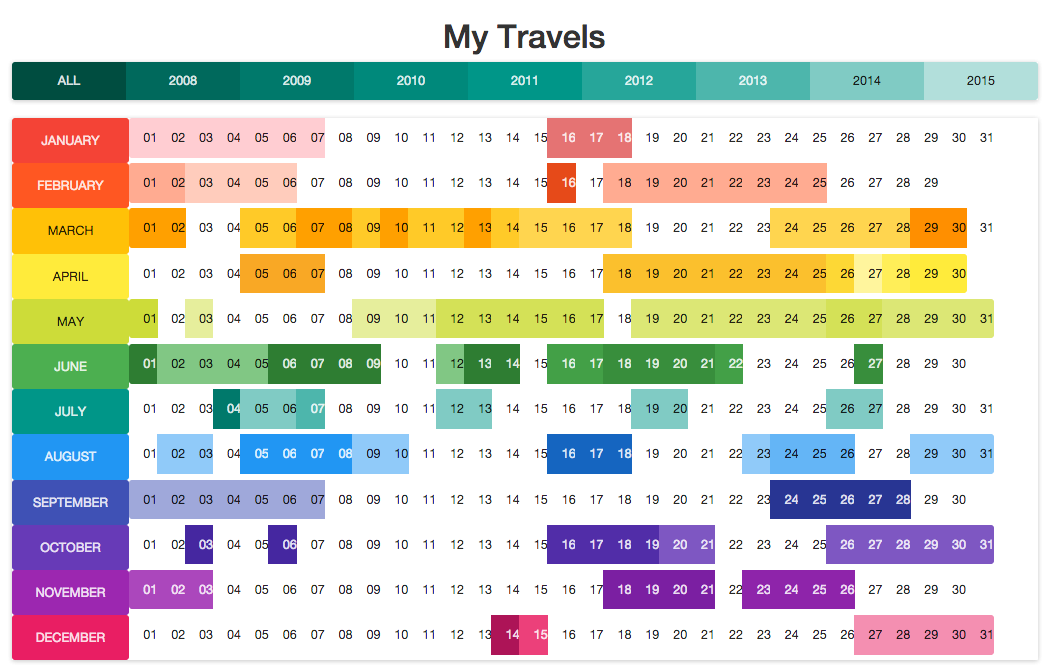 My Travels
ALL 2008 2009 2010 2011 2012 2013 2014 2015
JANUARY 01 02 03 04 05 06 07 08 09 10 11 12 13 14 15 16 17 18 19 20 21 22 23 24 25 26 27 28 29 30 31
FEBRUARY 01 02 03 04 05 06 07 08 09 10 11 12 13 14 15 16 17 18 19 20 21 22 23 24 25 26 27 28 29
MARCH 01 02 03 04 05 06 07 08 09 10 11 12 13 14 15 16 17 18 19 20 21 22 23 24 25 26 27 28 29 30 31
APRIL 01 02 03 04 05 06 07 08 09 10 11 12 13 14 15 16 17 18 19 20 21 22 23 24 25 26 27 28 29 30
MAY 01 02 03 04 05 06 07 08 09 10 11 12 13 14 15 16 17 18 19 20 21 22 23 24 25 26 27 28 29 30 31
JUNE 01 02 03 04 05 06 07 08 09 10 11 12 13 14 15 16 17 18 19 20 21 22 23 24 25 26 27 28 29 30
JULY 01 02 03 04 05 06 07 08 09 10 11 12 13 14 15 16 17 18 19 20 21 22 23 24 25 26 27 28 29 30 31
AUGUST 01 02 03 04 05 06 07 08 09 10 11 12 13 14 15 16 17 18 19 20 21 22 23 24 25 26 27 28 29 30 31
SEPTEMBER 01 02 03 04 05 06 07 08 09 10 11 12 13 14 15 16 17 18 19 20 21 22 23 24 25 26 27 28 29 30
OCTOBER 01 02 03 04 05 06 07 08 09 10 11 12 13 14 15 16 17 18 19 20 21 22 23 24 25 26 27 28 29 30 31
NOVEMBER 01 02 03 04 05 06 07 08 09 10 11 12 13 14 15 16 17 18 19 20 21 22 23 24 25 26 27 28 29 30
DECEMBER 01 02 03 04 05 06 07 08 09 10 11 12 13 14 15 16 17 18 19 20 21 22 23 24 25 26 27 28 29 30 31